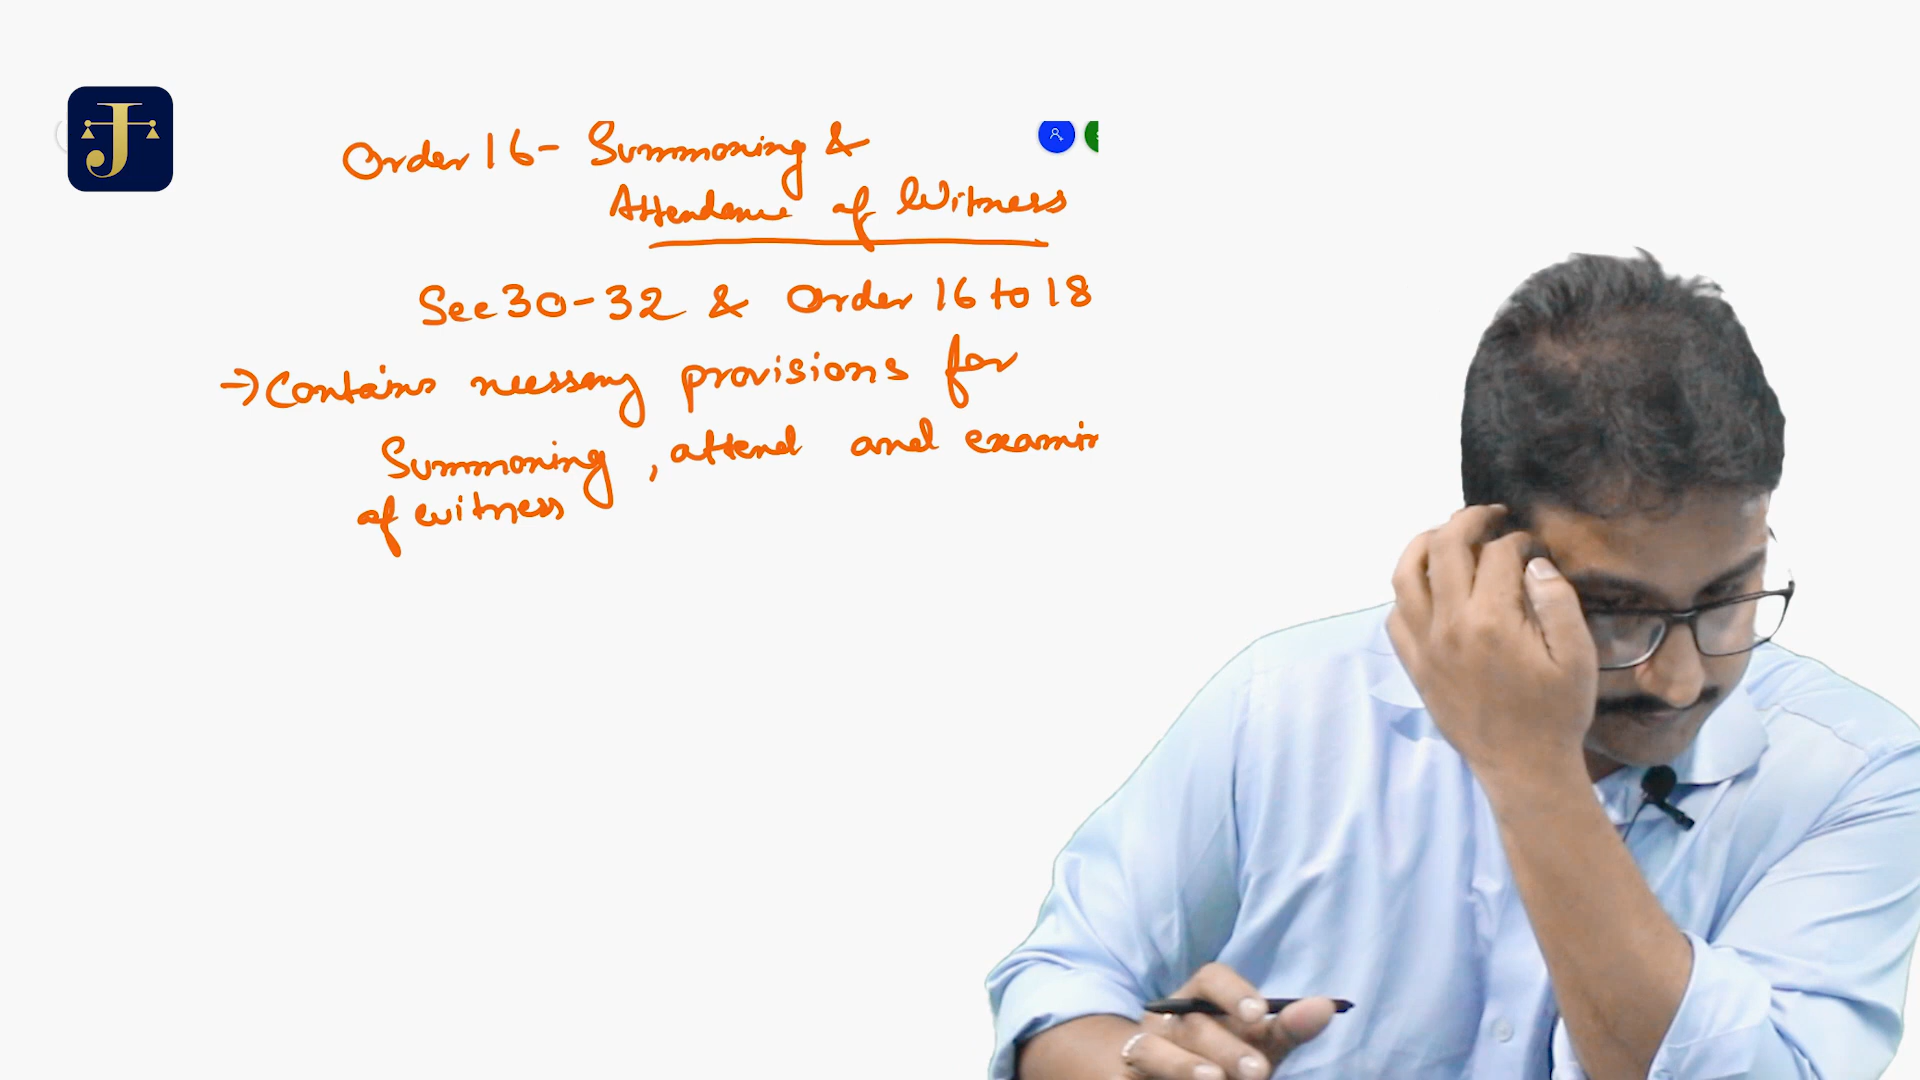 J
Order 16 - Summoning &
Attendance of Witness
Sec 30-32 & Order 16 to 18
→ Contains necessary provisions for
Summoning, attend and examin
of witness